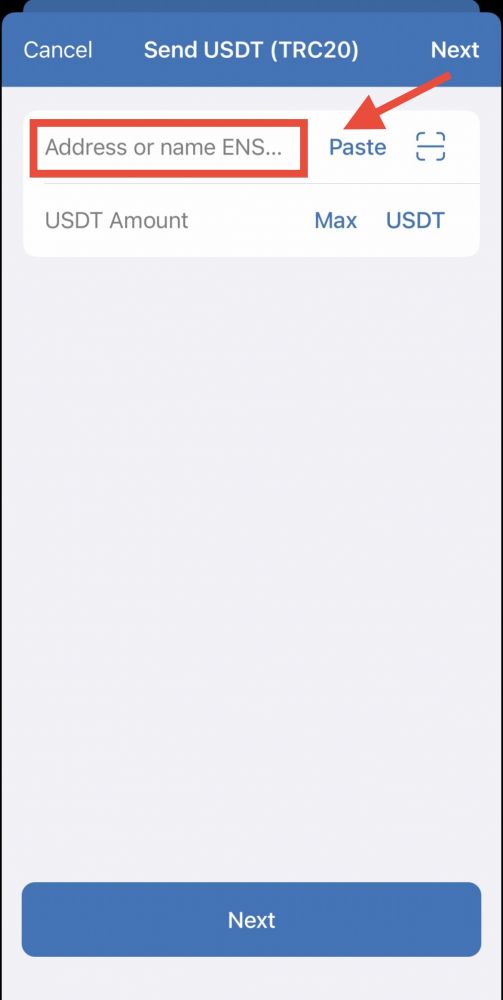 Cancel Send USDT (TRC20) Next
Address or name ENS... Paste
USDT Amount Max USDT
Next